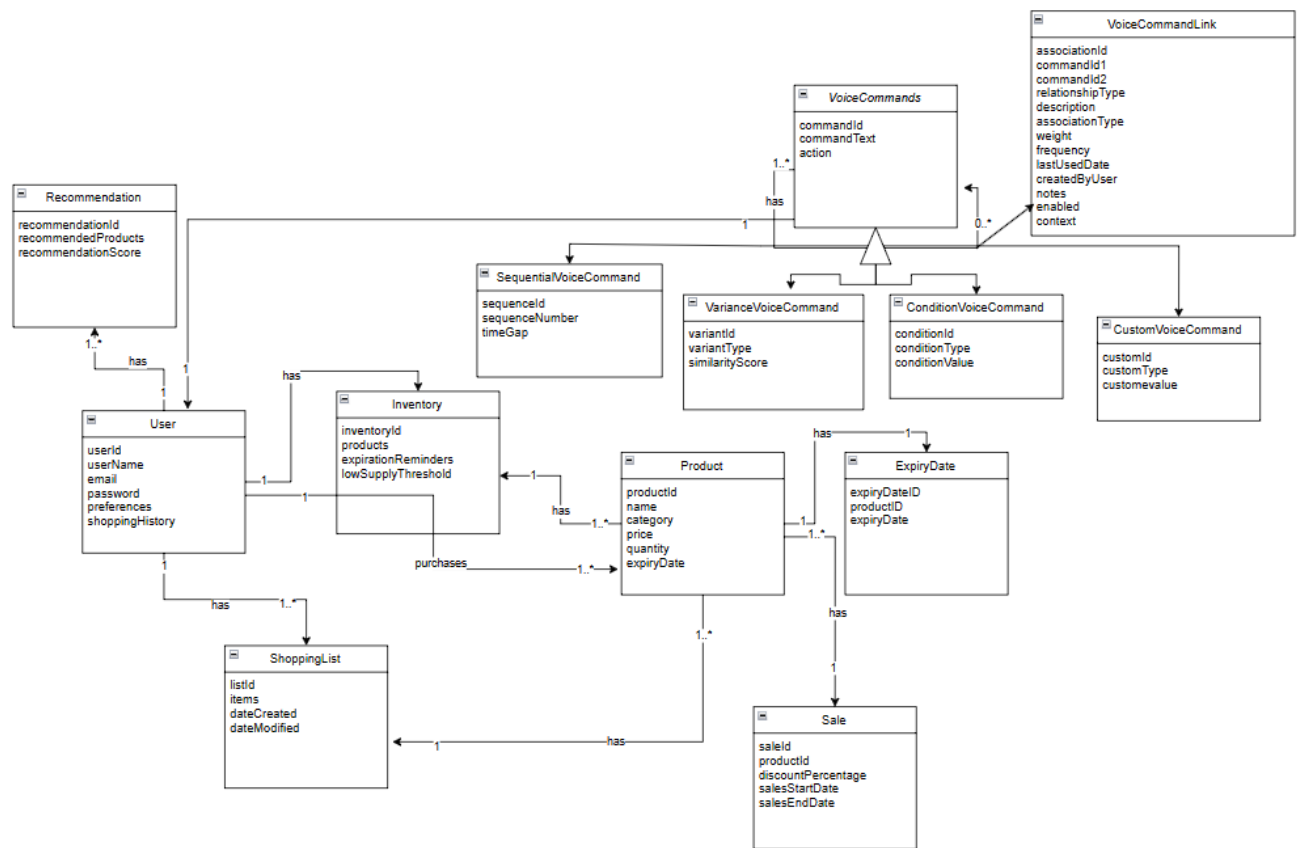 VoiceCommandLink
associationId
commandId1
commandId2
relationshipType
description
associationType
weight
frequency
lastUsedDate
createdByUser
notes
enabled
context
VoiceCommands
commandId
commandText
action
1..*
has
0..*
1
1
Recommendation
recommendationId
recommendedProducts
recommendationScore
1..*
has
1
SequentialVoiceCommand
sequenceId
sequenceNumber
timeGap
VarianceVoiceCommand
variantId
variantType
similarityScore
ConditionVoiceCommand
conditionId
conditionType
conditionValue
CustomVoiceCommand
customId
customType
customevalue
User
userId
userName
email
password
preferences
shoppingHistory
has
1
1
Inventory
inventoryId
products
expirationReminders
lowSupplyThreshold
1
has
1..*
1
purchases
1..*
Product
productId
name
category
price
quantity
expiryDate
has
1
1
ExpiryDate
expiryDateID
productID
expiryDate
1..*
has
1
1
has
1..*
ShoppingList
listId
items
dateCreated
dateModified
1..*
has
1
Sale
saleId
productId
discountPercentage
salesStartDate
salesEndDate